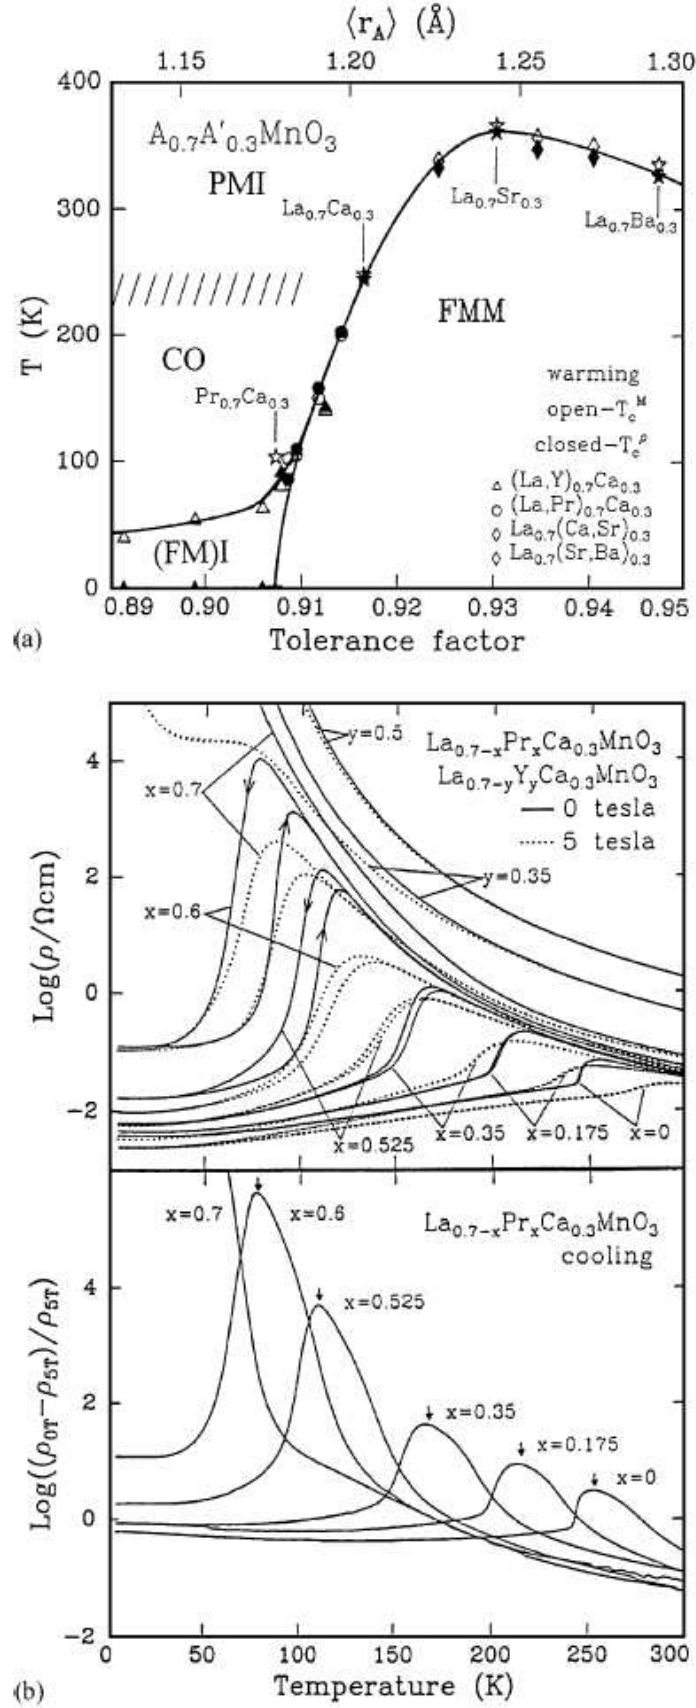 ⟨r_A⟩ (Å)
1.15 1.20 1.25 1.30
400
A₀.₇A′₀.₃MnO₃
PMI
La₀.₇Ca₀.₃
La₀.₇Sr₀.₃
La₀.₇Ba₀.₃
300
T (K)
FMM
200
CO
warming
Pr₀.₇Ca₀.₃
open-T_c^M
closed-T_c^ρ
100
(La,Y)₀.₇Ca₀.₃
(La,Pr)₀.₇Ca₀.₃
La₀.₇(Ca,Sr)₀.₃
La₀.₇(Sr,Ba)₀.₃
(FM)I
0
0.89 0.90 0.91 0.92 0.93 0.94 0.95
(a)
Tolerance factor
y=0.5
La₀.₇₋ₓPrₓCa₀.₃MnO₃
La₀.₇₋yYyCa₀.₃MnO₃
0 tesla
5 tesla
4
x=0.7
2
y=0.35
x=0.6
Log(ρ/Ωcm)
0
-2
x=0.525
x=0.35
x=0.175
x=0
x=0.7
x=0.6
La₀.₇₋ₓPrₓCa₀.₃MnO₃
cooling
4
x=0.525
Log((ρ₀T-ρ₅T)/ρ₅T)
2
x=0.35
x=0.175
x=0
0
-2
0 50 100 150 200 250 300
(b)
Temperature (K)